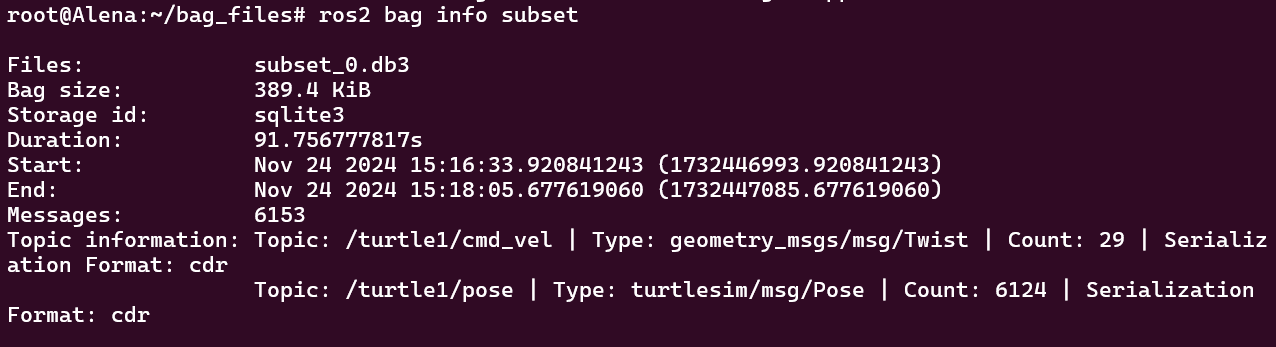 root@Alena:~/bag_files# ros2 bag info subset
Files:             subset_0.db3
Bag size:          389.4 KiB
Storage id:        sqlite3
Duration:          91.756777817s
Start:             Nov 24 2024 15:16:33.920841243 (1732446993.920841243)
End:               Nov 24 2024 15:18:05.677619060 (1732447085.677619060)
Messages:          6153
Topic information: Topic: /turtle1/cmd_vel | Type: geometry_msgs/msg/Twist | Count: 29 | Serializ
ation Format: cdr
                   Topic: /turtle1/pose | Type: turtlesim/msg/Pose | Count: 6124 | Serialization
Format: cdr